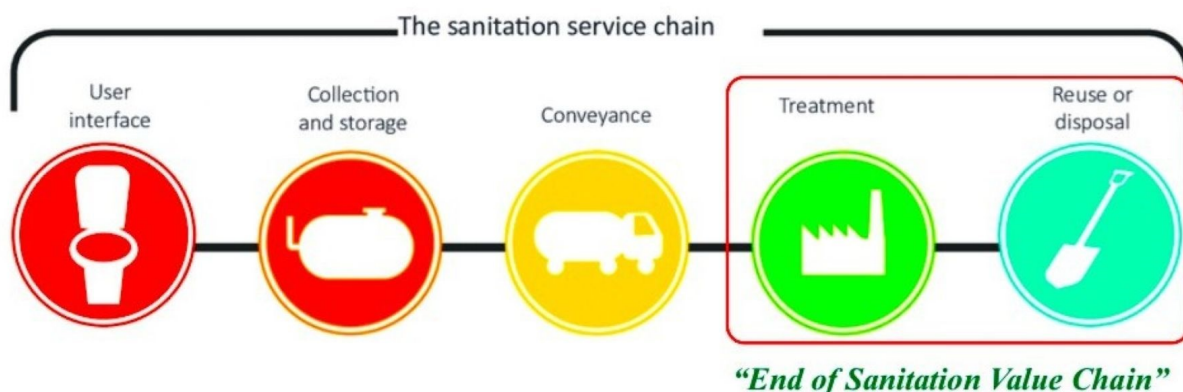 The sanitation service chain
User
interface
Collection
and storage
Conveyance
Treatment
Reuse or
disposal
“End of Sanitation Value Chain”